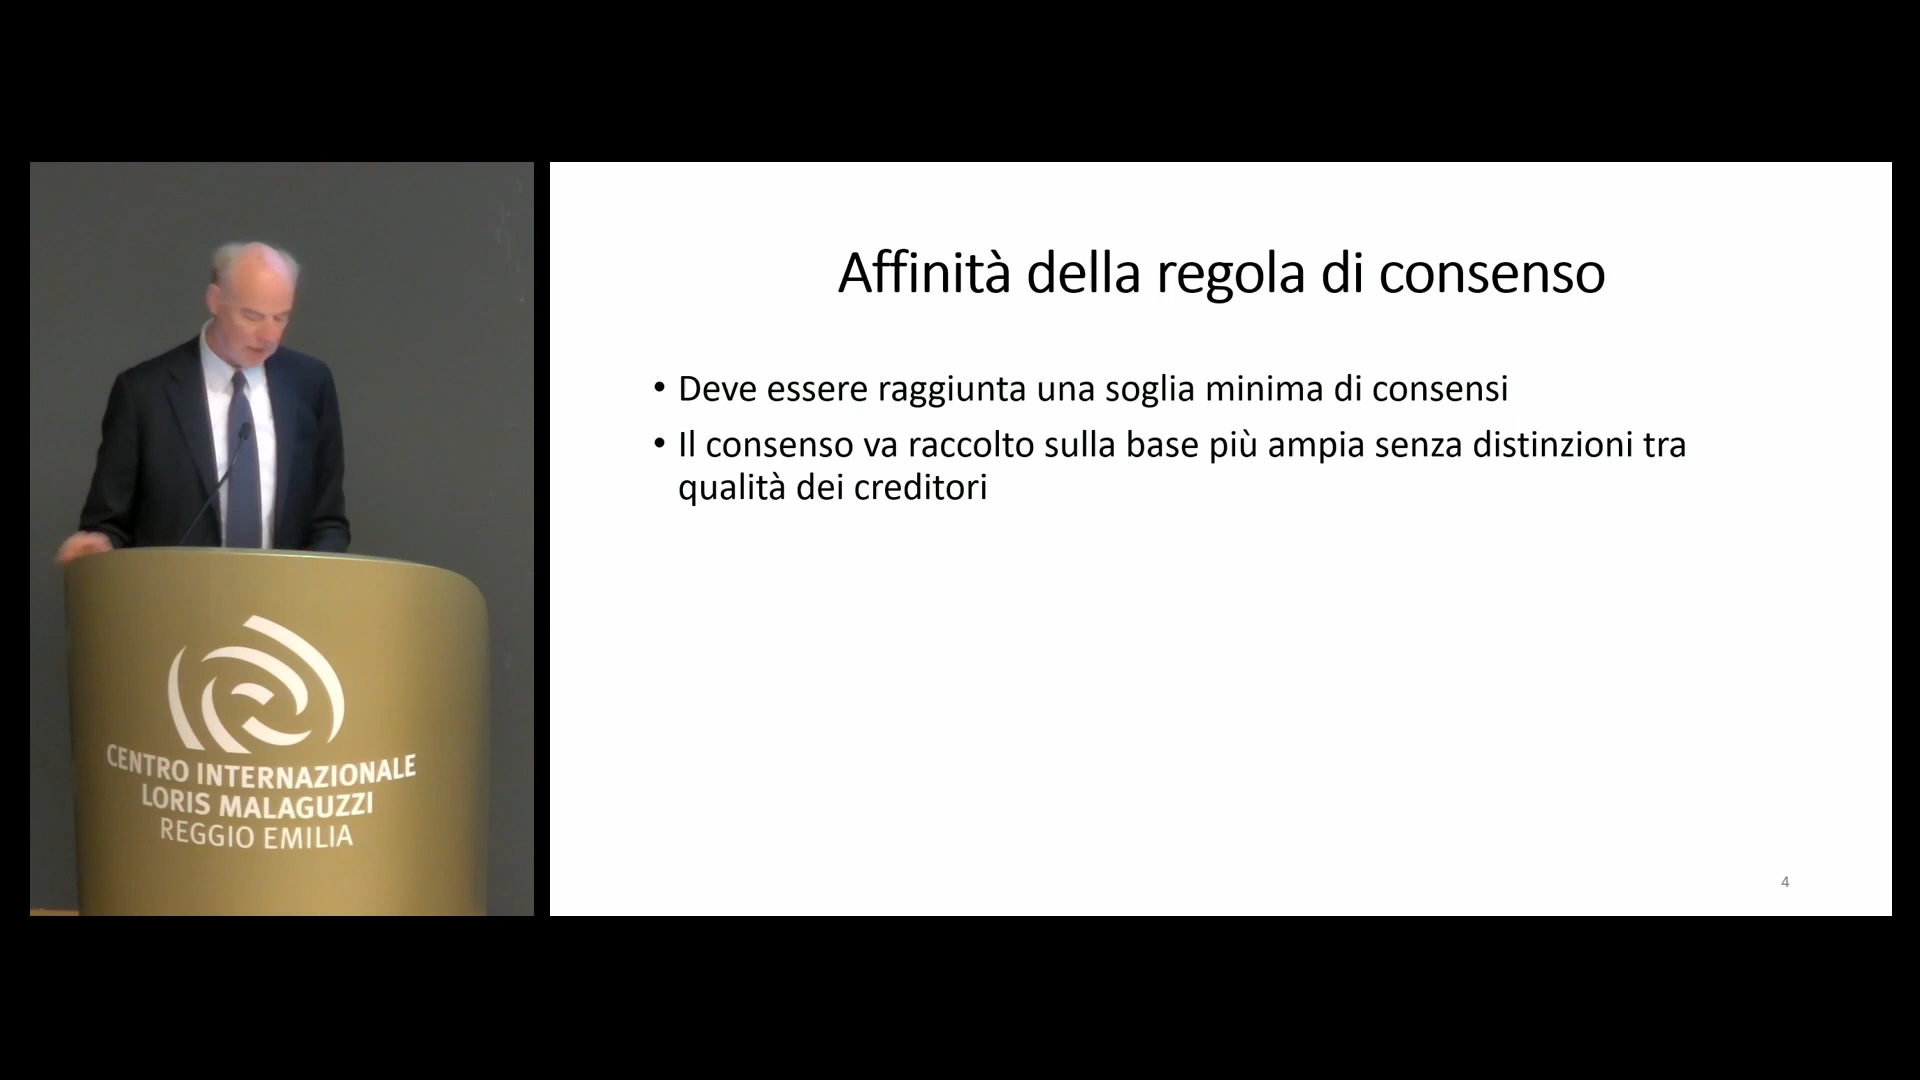 Affinità della regola di consenso
• Deve essere raggiunta una soglia minima di consensi
• Il consenso va raccolto sulla base più ampia senza distinzioni tra
qualità dei creditori
4
CENTRO INTERNAZIONALE
LORIS MALAGUZZI
REGGIO EMILIA